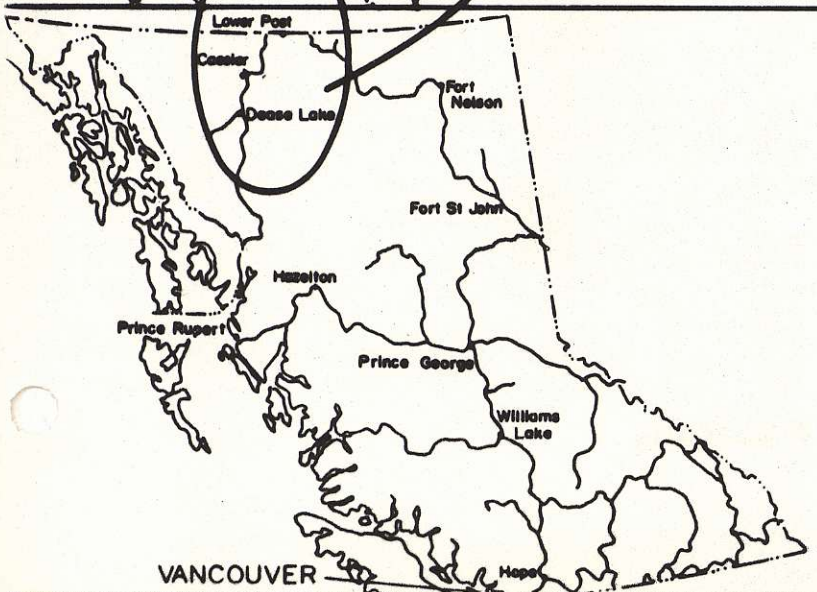 Lower Post
Cassiar
Fort
Nelson
Dease Lake
Fort St John
Hazelton
Prince Rupert
Prince George
Williams
Lake
VANCOUVER
Hope